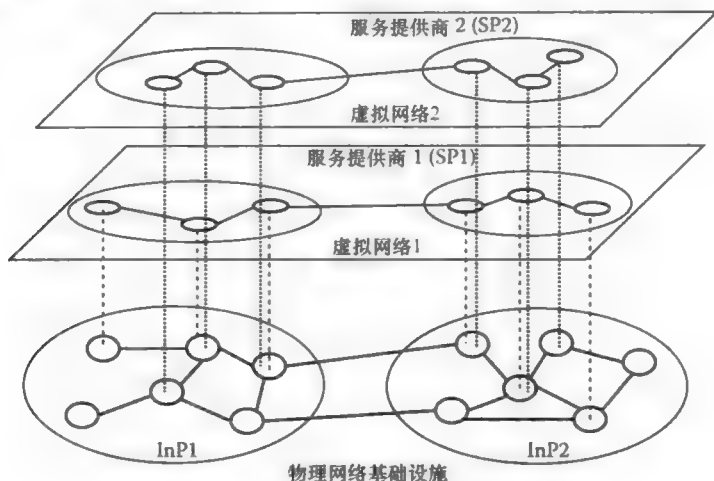 服务提供商 2 (SP2)
虚拟网络2
服务提供商 1 (SP1)
虚拟网络1
InP1
InP2
物理网络基础设施